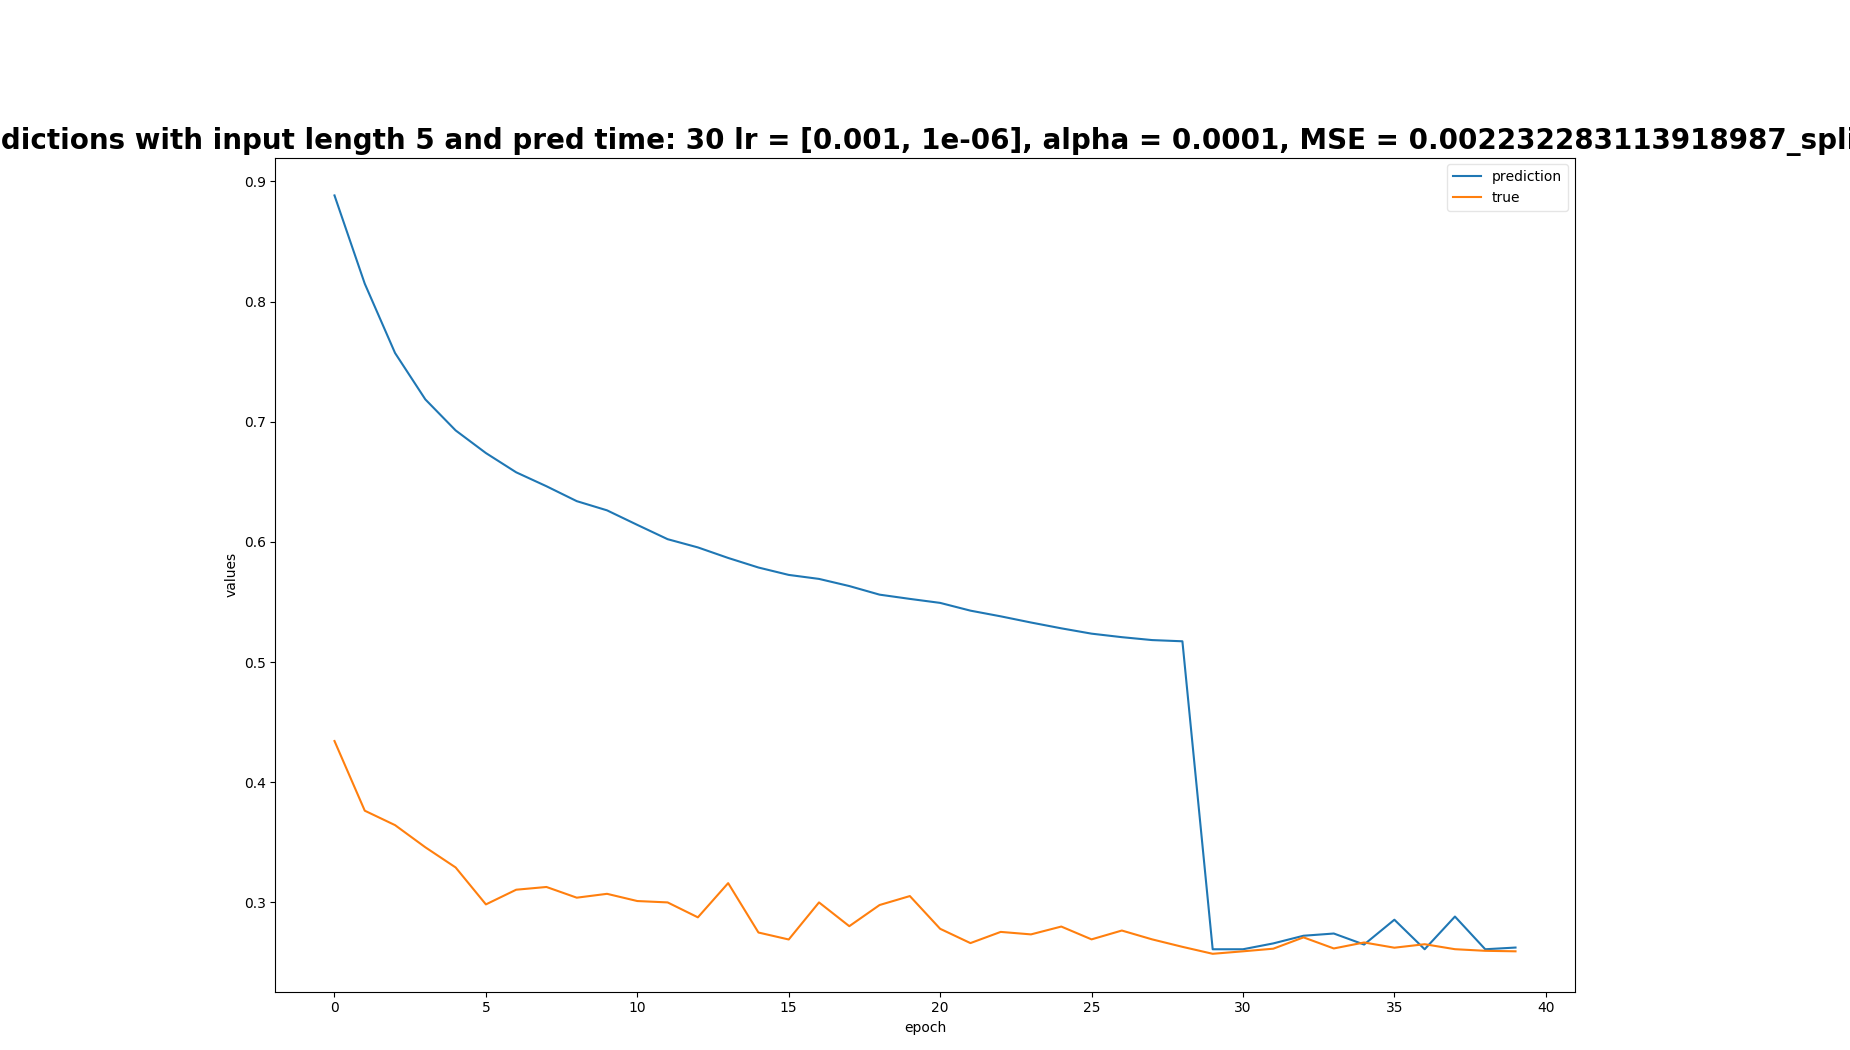 dictions with input length 5 and pred time: 30 lr = [0.001, 1e-06], alpha = 0.0001, MSE = 0.002232283113918987_spli
prediction
true
0.9
0.8
0.7
0.6
0.5
0.4
0.3
values
0 5 10 15 20 25 30 35 40
epoch